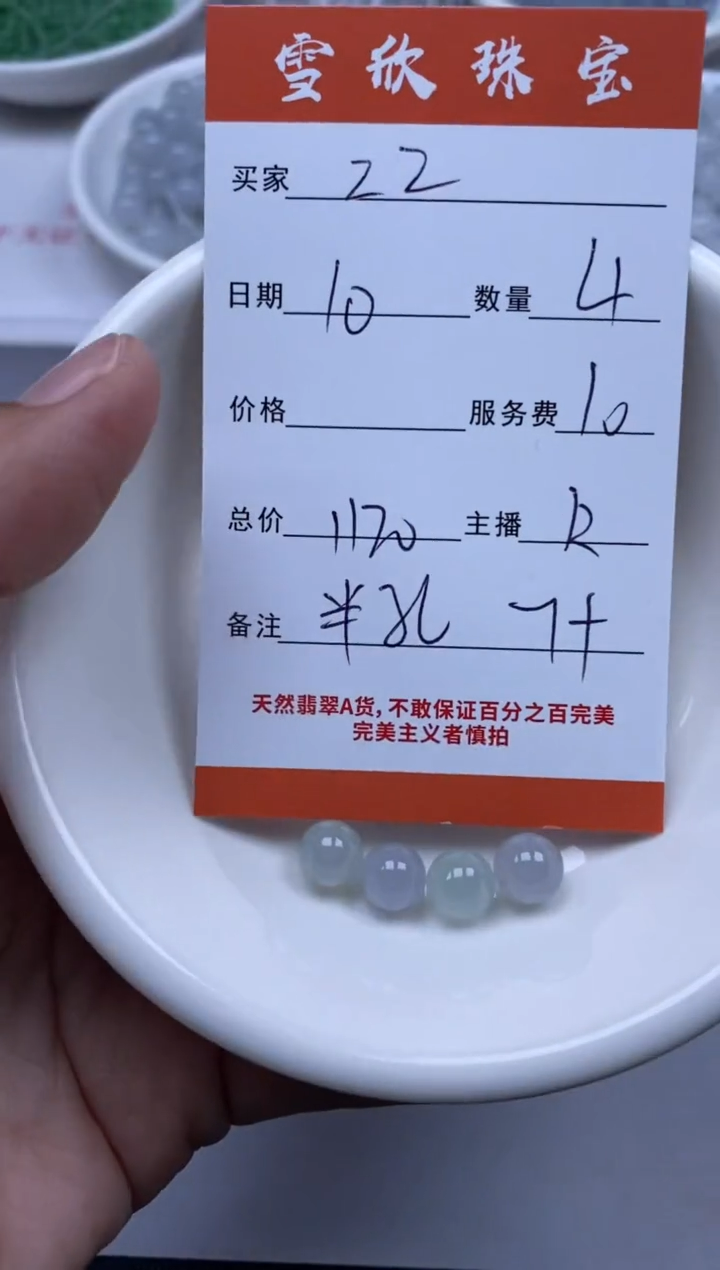 雪欣珠宝
买家 22
日期 10 数量 4
价格 服务费 10
总价 1170 主播 R
备注 半孔
天然翡翠A货,不敢保证百分之百完美
完美主义者慎拍